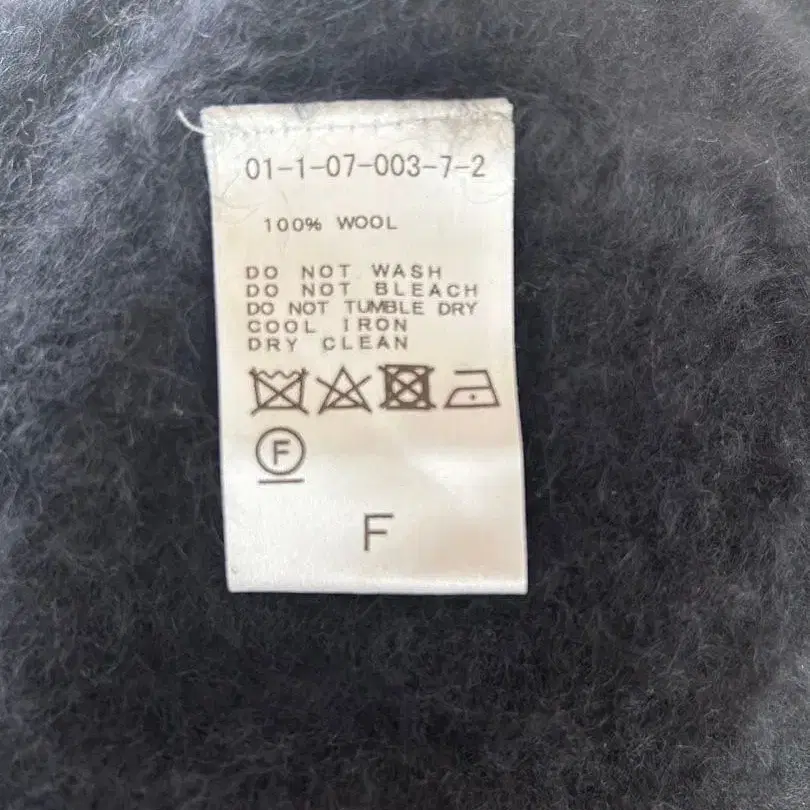 01-1-07-003-7-2
100% WOOL
DO NOT WASH
DO NOT BLEACH
DO NOT TUMBLE DRY
COOL IRON
DRY CLEAN
F
F